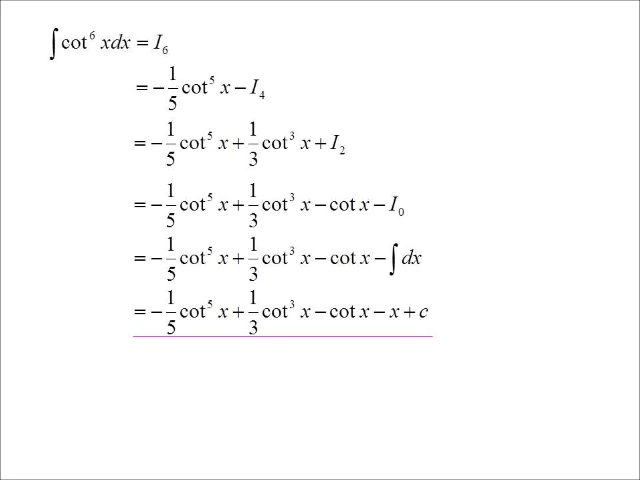 ∫ cot⁶ xdx = I₆
= −1/5 cot⁵ x − I₄
= −1/5 cot⁵ x + 1/3 cot³ x + I₂
= −1/5 cot⁵ x + 1/3 cot³ x − cot x − I₀
= −1/5 cot⁵ x + 1/3 cot³ x − cot x − ∫ dx
= −1/5 cot⁵ x + 1/3 cot³ x − cot x − x + c